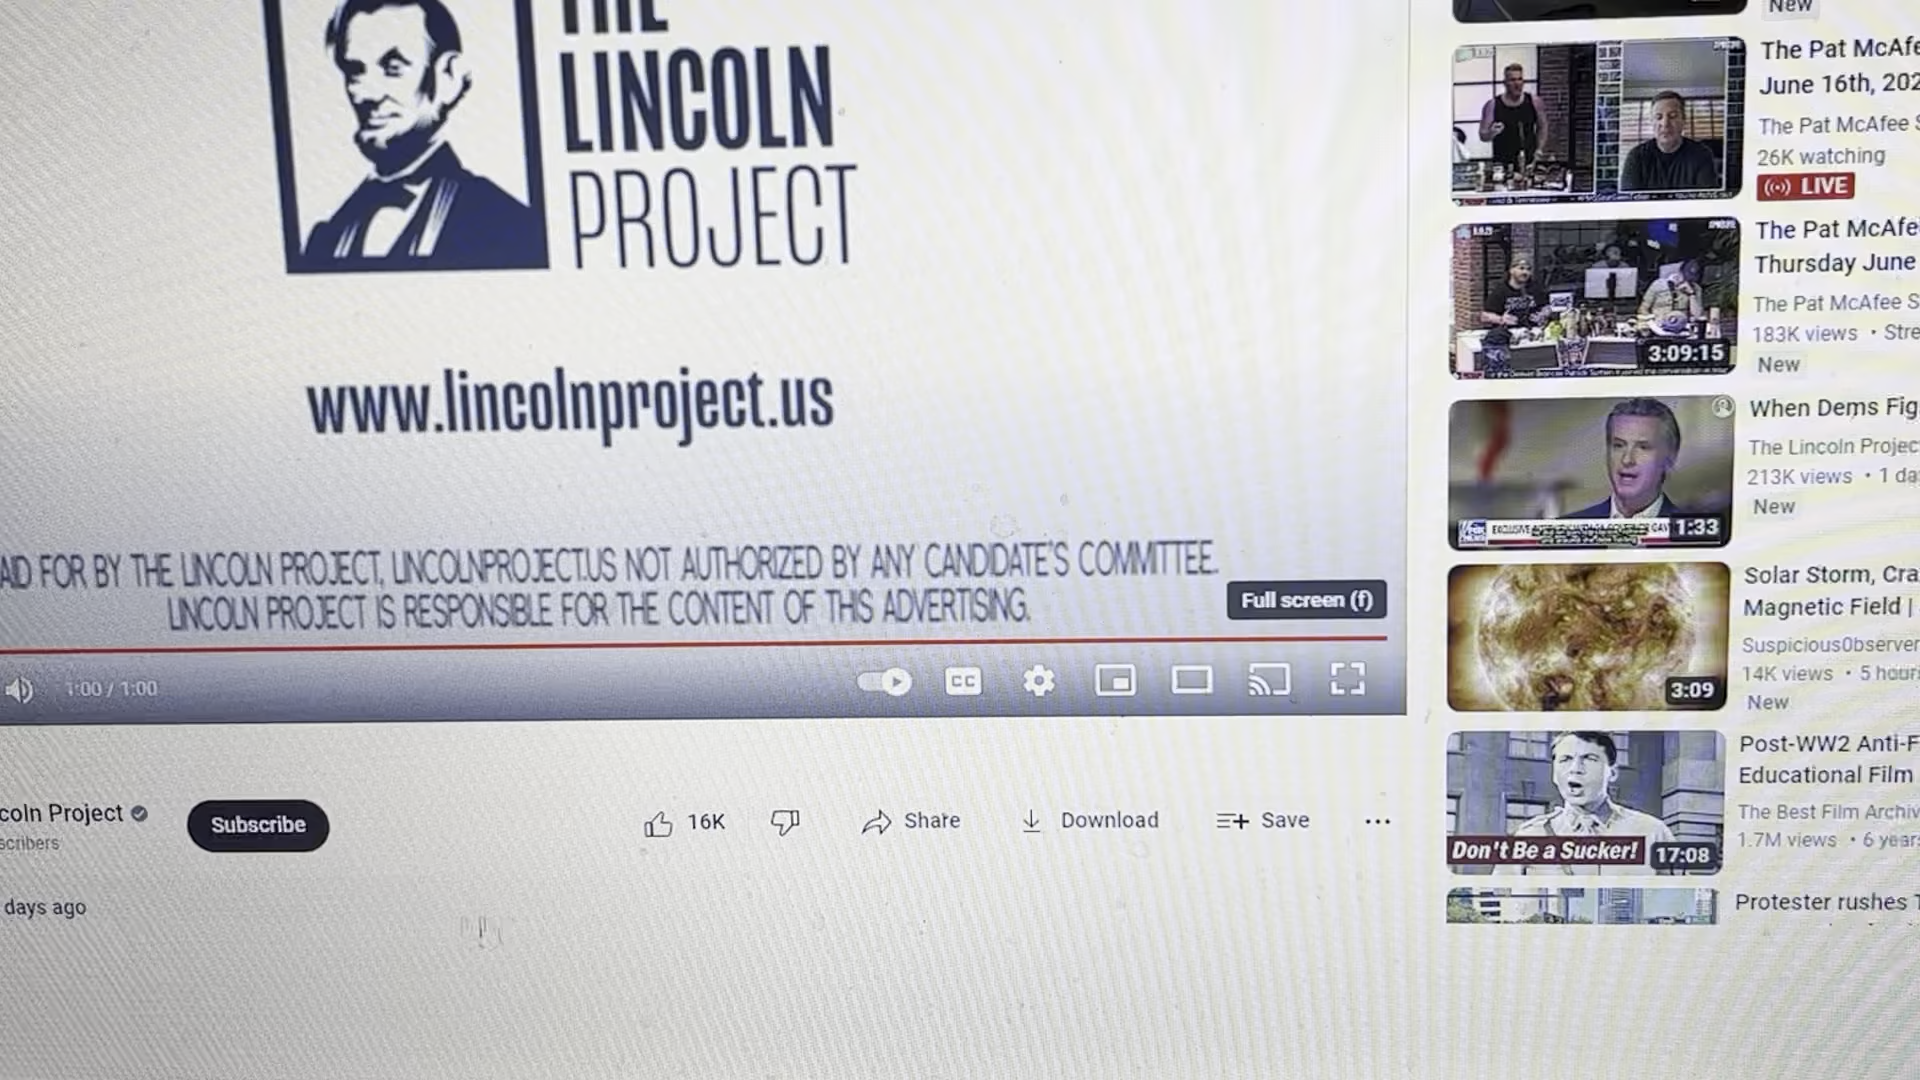 THE
LINCOLN
PROJECT
www.lincolnproject.us
AID FOR BY THE LINCOLN PROJECT, LINCOLNPROJECT.US NOT AUTHORIZED BY ANY CANDIDATE'S COMMITTEE.
LINCOLN PROJECT IS RESPONSIBLE FOR THE CONTENT OF THIS ADVERTISING.
Full screen (f)
1:00 / 1:00
CC
coln Project
scribers
Subscribe
16K
Share
Download
Save
days ago
New
The Pat McAfe
June 16th, 202
The Pat McAfee S
26K watching
LIVE
The Pat McAfe
Thursday June
The Pat McAfee S
183K views • Stre
New
3:09:15
When Dems Fig
The Lincoln Projec
213K views • 1 da
New
1:33
Solar Storm, Cra
Magnetic Field |
Suspicious0bserver
14K views • 5 hours
New
3:09
Post-WW2 Anti-F
Educational Film
The Best Film Archiv
1.7M views • 6 years
Don't Be a Sucker!
17:08
Protester rushes T